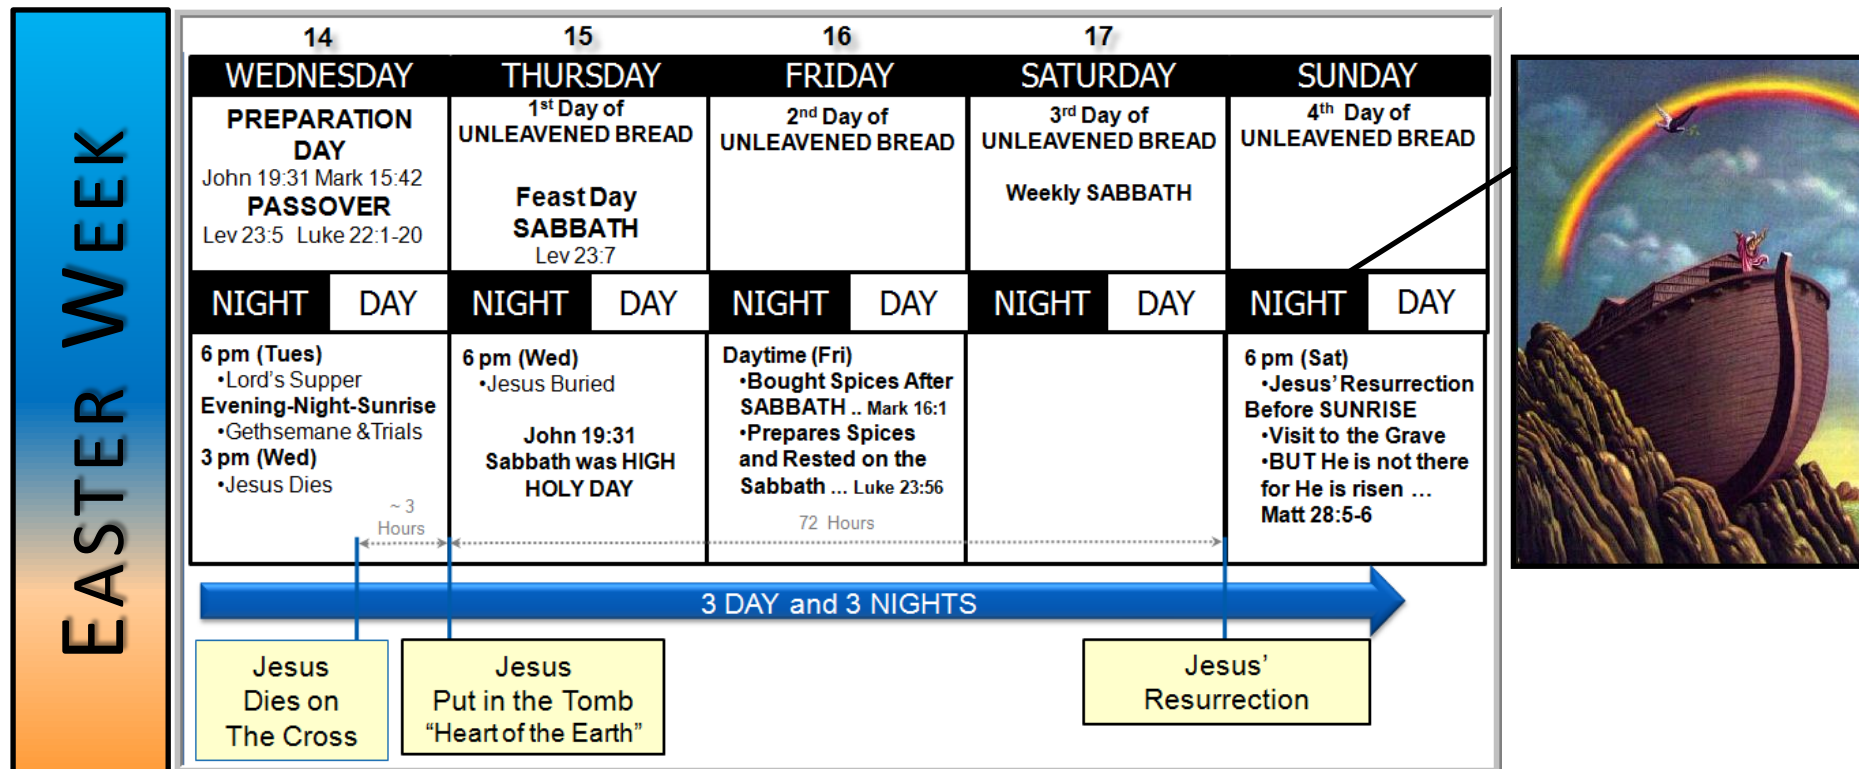 EASTER WEEK
14 15 16 17
WEDNESDAY THURSDAY FRIDAY SATURDAY SUNDAY
PREPARATION
DAY
John 19:31 Mark 15:42
PASSOVER
Lev 23:5 Luke 22:1-20
1st Day of
UNLEAVENED BREAD
Feast Day
SABBATH
Lev 23:7
2nd Day of
UNLEAVENED BREAD
3rd Day of
UNLEAVENED BREAD
Weekly SABBATH
4th Day of
UNLEAVENED BREAD
NIGHT DAY NIGHT DAY NIGHT DAY NIGHT DAY NIGHT DAY
6 pm (Tues)
•Lord's Supper
Evening-Night-Sunrise
•Gethsemane & Trials
3 pm (Wed)
•Jesus Dies
~ 3
Hours
6 pm (Wed)
•Jesus Buried
John 19:31
Sabbath was HIGH
HOLY DAY
Daytime (Fri)
•Bought Spices After
SABBATH .. Mark 16:1
•Prepares Spices
and Rested on the
Sabbath ... Luke 23:56
72 Hours
6 pm (Sat)
•Jesus' Resurrection
Before SUNRISE
•Visit to the Grave
•BUT He is not there
for He is risen ...
Matt 28:5-6
3 DAY and 3 NIGHTS
Jesus
Dies on
The Cross
Jesus
Put in the Tomb
"Heart of the Earth"
Jesus'
Resurrection